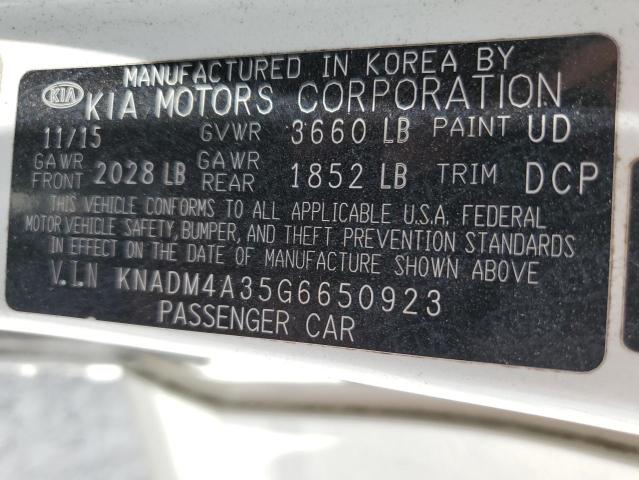 MANUFACTURED IN KOREA BY
KIA KIA MOTORS CORPORATION
11/15 GVWR 3660 LB PAINT UD
GAWR FRONT 2028 LB GAWR REAR 1852 LB TRIM DCP
THIS VEHICLE CONFORMS TO ALL APPLICABLE U.S.A. FEDERAL
MOTOR VEHICLE SAFETY, BUMPER, AND THEFT PREVENTION STANDARDS
IN EFFECT ON THE DATE OF MANUFACTURE SHOWN ABOVE
V.I.N KNADM4A35G6650923
PASSENGER CAR